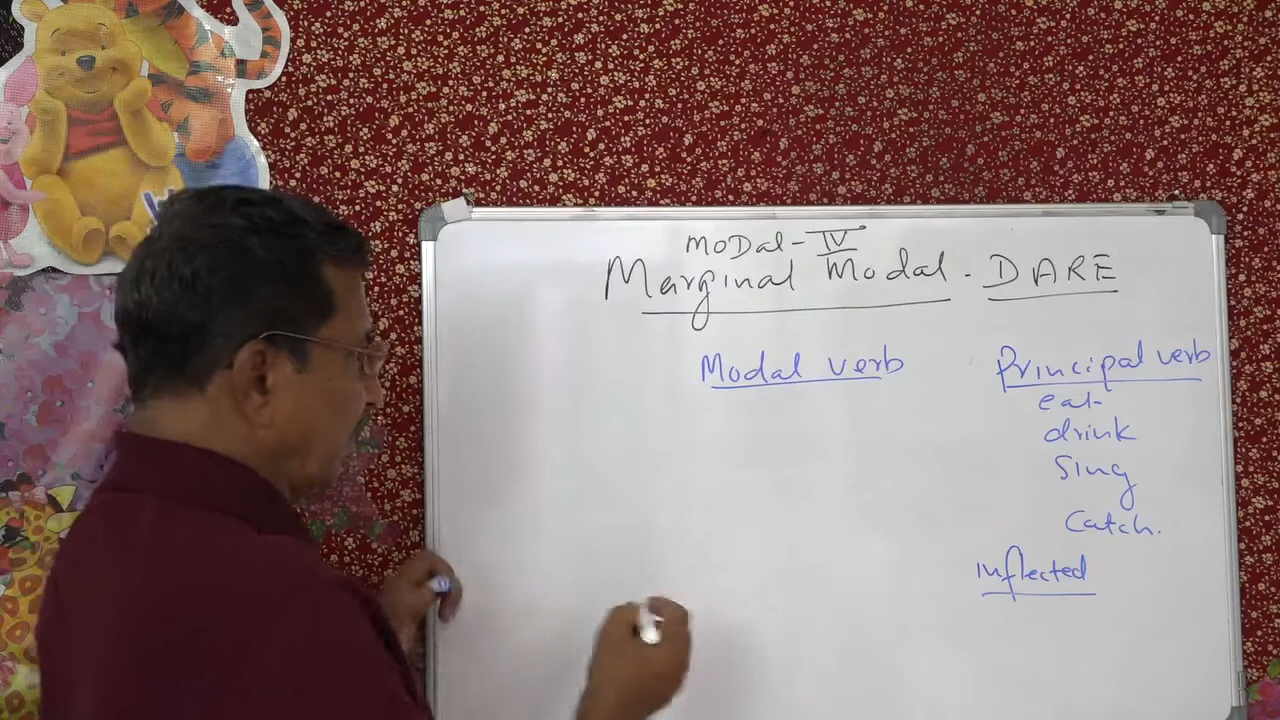 MODal - IV
Marginal Modal. DARE
Modal verb
Principal verb
eat
drink
Sing
Catch.
inflected